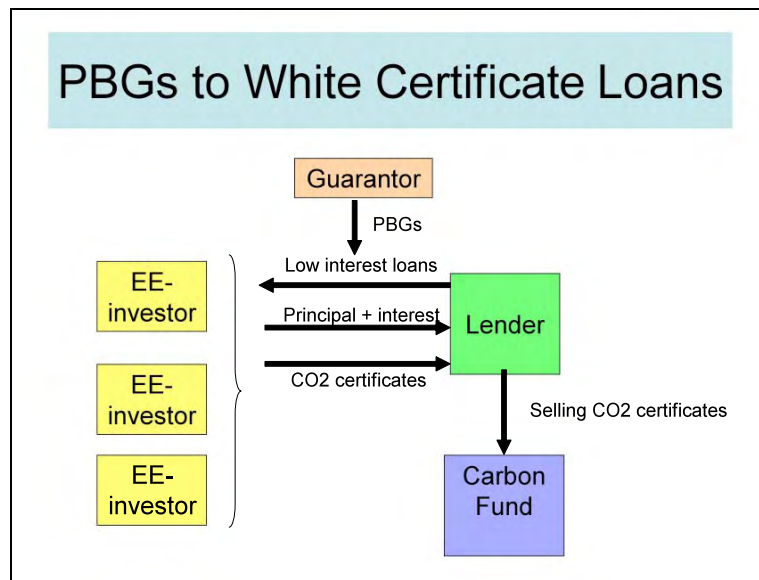 PBGs to White Certificate Loans
Guarantor
PBGs
Low interest loans
EE-
investor
Principal + interest
Lender
CO2 certificates
EE-
investor
Selling CO2 certificates
EE-
investor
Carbon
Fund